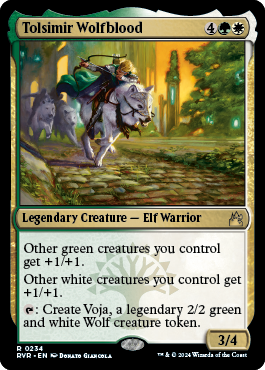 Tolsimir Wolfblood 4
Legendary Creature — Elf Warrior
Other green creatures you control
get +1/+1.
Other white creatures you control get
+1/+1.
: Create Voja, a legendary 2/2 green
and white Wolf creature token.
3/4
R 0234
RVR • EN Donato Giancola
™ & © 2024 Wizards of the Coast